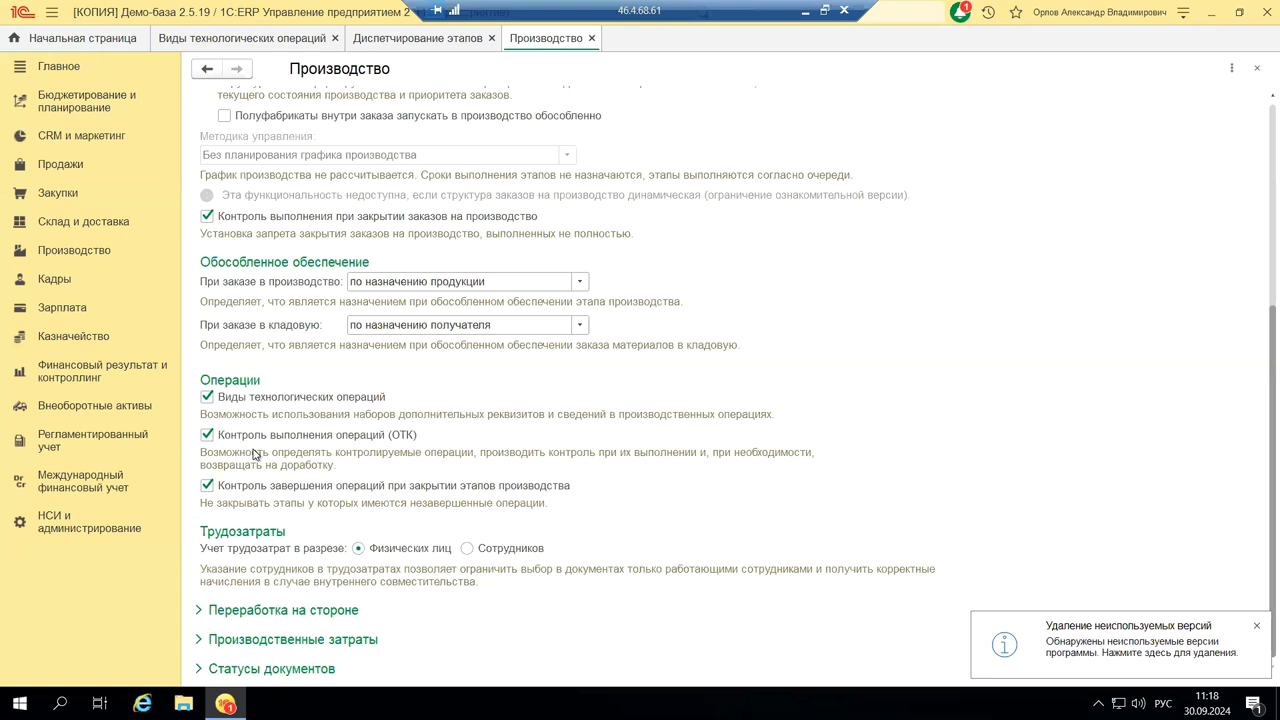 [КОПИЯ] Демо-база 2.5.19 / 1С:ERP Управление предприятием 2
46.4.68.61
1
Орлов Александр Владимирович
Начальная страница
Виды технологических операций
Диспетчирование этапов
Производство
Главное
Бюджетирование и
планирование
CRM и маркетинг
Продажи
Закупки
Склад и доставка
Производство
Кадры
Зарплата
Казначейство
Финансовый результат и
контроллинг
Внеоборотные активы
Регламентированный
учет
Dr
Cr
Международный
финансовый учет
НСИ и
администрирование
Производство
текущего состояния производства и приоритета заказов.
Полуфабрикаты внутри заказа запускать в производство обособленно
Методика управления:
Без планирования графика производства
График производства не рассчитывается. Сроки выполнения этапов не назначаются, этапы выполняются согласно очереди.
Эта функциональность недоступна, если структура заказов на производство динамическая (ограничение ознакомительной версии).
Контроль выполнения при закрытии заказов на производство
Установка запрета закрытия заказов на производство, выполненных не полностью.
Обособленное обеспечение
При заказе в производство: по назначению продукции
Определяет, что является назначением при обособленном обеспечении этапа производства.
При заказе в кладовую: по назначению получателя
Определяет, что является назначением при обособленном обеспечении заказа материалов в кладовую.
Операции
Виды технологических операций
Возможность использования наборов дополнительных реквизитов и сведений в производственных операциях.
Контроль выполнения операций (ОТК)
Возможность определять контролируемые операции, производить контроль при их выполнении и, при необходимости,
возвращать на доработку.
Контроль завершения операций при закрытии этапов производства
Не закрывать этапы у которых имеются незавершенные операции.
Трудозатраты
Учет трудозатрат в разрезе: Физических лиц Сотрудников
Указание сотрудников в трудозатратах позволяет ограничить выбор в документах только работающими сотрудниками и получить корректные
начисления в случае внутреннего совместительства.
Переработка на стороне
Производственные затраты
Статусы документов
Удаление неиспользуемых версий
Обнаружены неиспользуемые версии
программы. Нажмите здесь для удаления.
1
РУС
11:18
30.09.2024
1